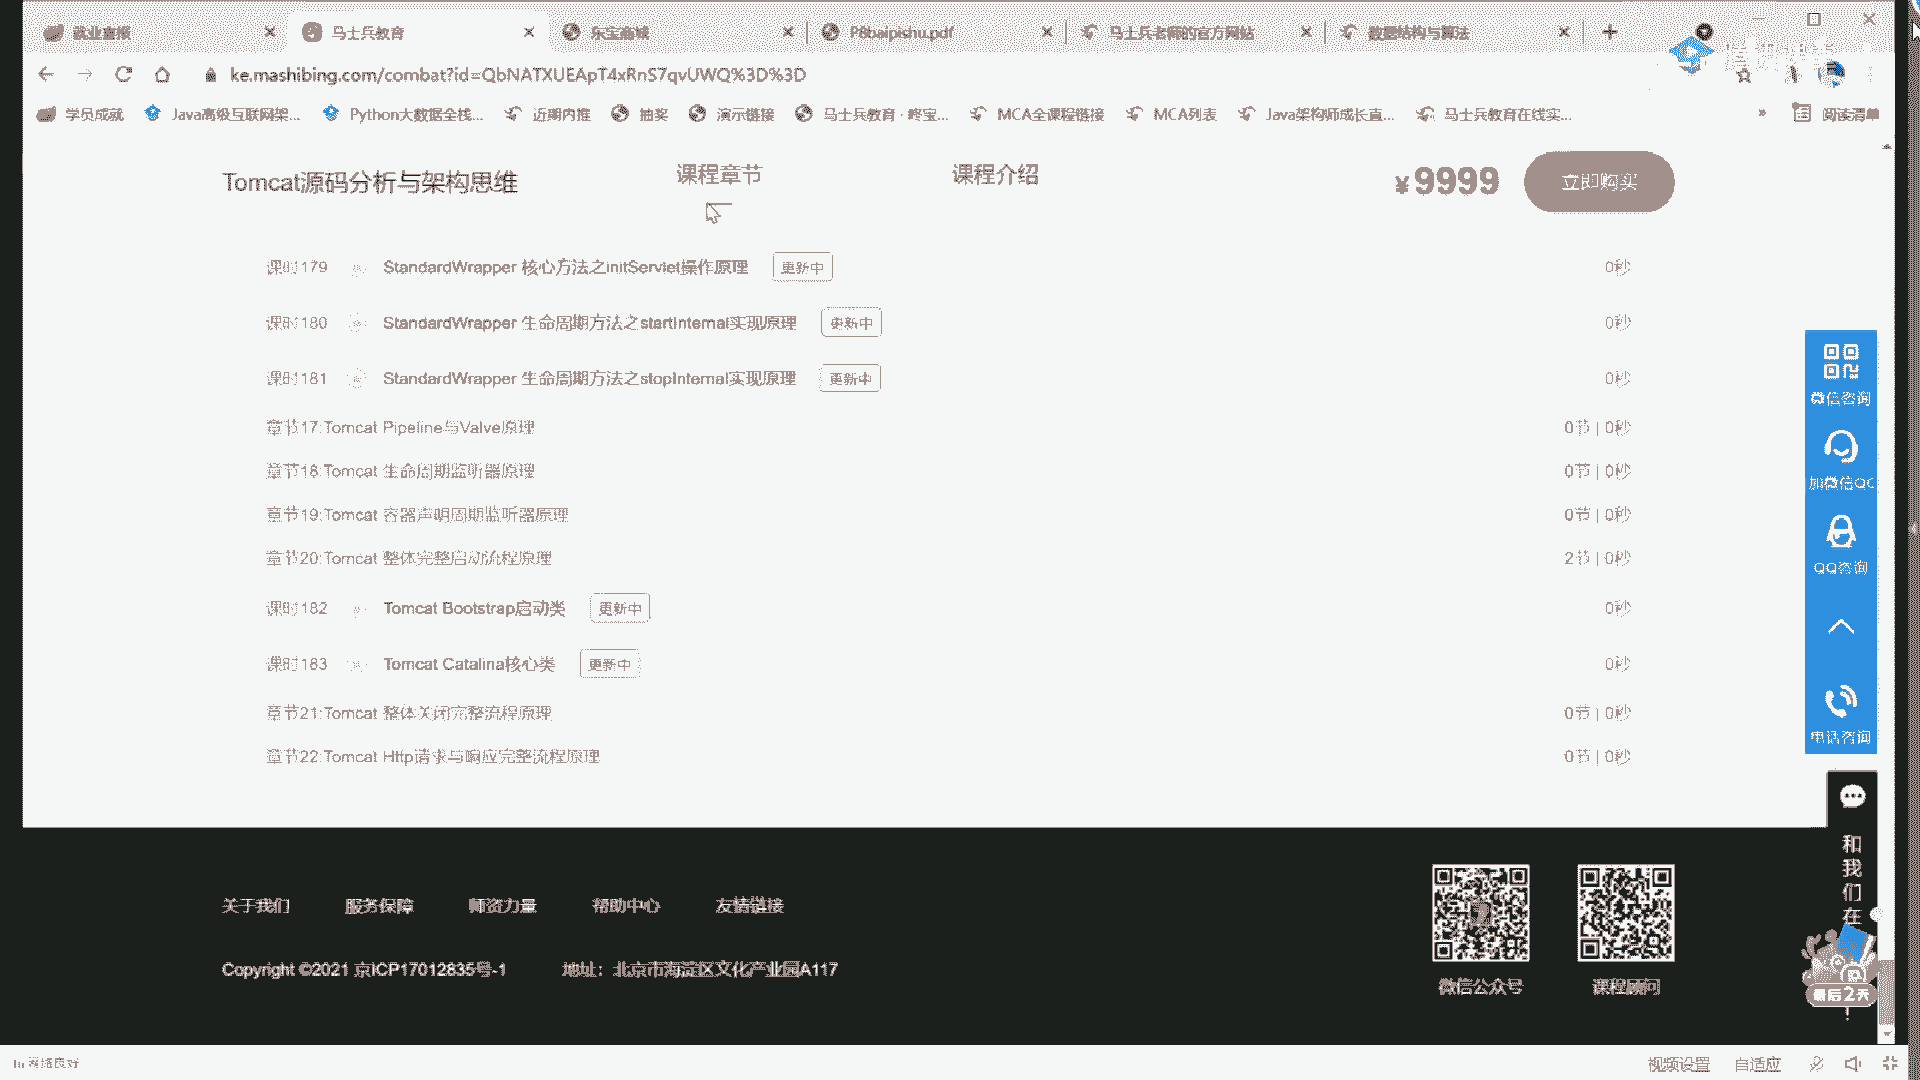 就业直播
马士兵教育
东宝商城
P8baipishu.pdf
马士兵老师的官方网站
数据结构与算法
ke.mashibing.com/combat?id=QbNATXUEApT4xRnS7qvUWQ%3D%3D
学员成就
Java高级互联网架...
Python大数据全栈...
近期内推
抽奖
演示链接
马士兵教育 · 咚宝...
MCA全课程链接
MCA列表
Java架构师成长直...
马士兵教育在线实...
»
阅读清单
Tomcat源码分析与架构思维
课程章节
课程介绍
¥9999
立即购买
课时179 StandardWrapper 核心方法之initServlet操作原理 更新中 0秒
课时180 StandardWrapper 生命周期方法之startInternal实现原理 更新中 0秒
课时181 StandardWrapper 生命周期方法之stopInternal实现原理 更新中 0秒
章节17:Tomcat Pipeline与Valve原理 0节 | 0秒
章节18:Tomcat 生命周期监听器原理 0节 | 0秒
章节19:Tomcat 容器声明周期监听器原理 0节 | 0秒
章节20:Tomcat 整体完整启动流程原理 2节 | 0秒
课时182 Tomcat Bootstrap启动类 更新中 0秒
课时183 Tomcat Catalina核心类 更新中 0秒
章节21:Tomcat 整体关闭完整流程原理 0节 | 0秒
章节22:Tomcat Http请求与响应完整流程原理 0节 | 0秒
微信咨询
加微信QC
QQ咨询
电话咨询
和
我
们
在
最后2天
!
关于我们
服务保障
师资力量
帮助中心
友情链接
Copyright ©2021 京ICP17012835号-1
地址：北京市海淀区文化产业园A117
微信公众号
课程顾问
网络良好
视频设置
自适应